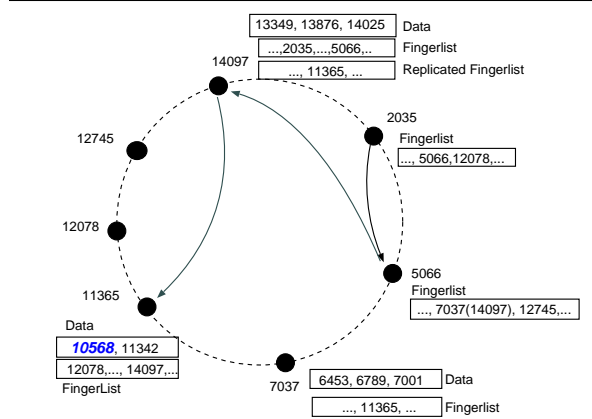 13349, 13876, 14025 Data
...,2035,...,5066,.. Fingerlist
..., 11365, ... Replicated Fingerlist
14097
2035
Fingerlist
..., 5066,12078,...
12745
12078
5066
Fingerlist
..., 7037(14097), 12745,...
11365
Data
10568, 11342
12078,..., 14097,...
FingerList
7037
6453, 6789, 7001 Data
..., 11365, ... Fingerlist